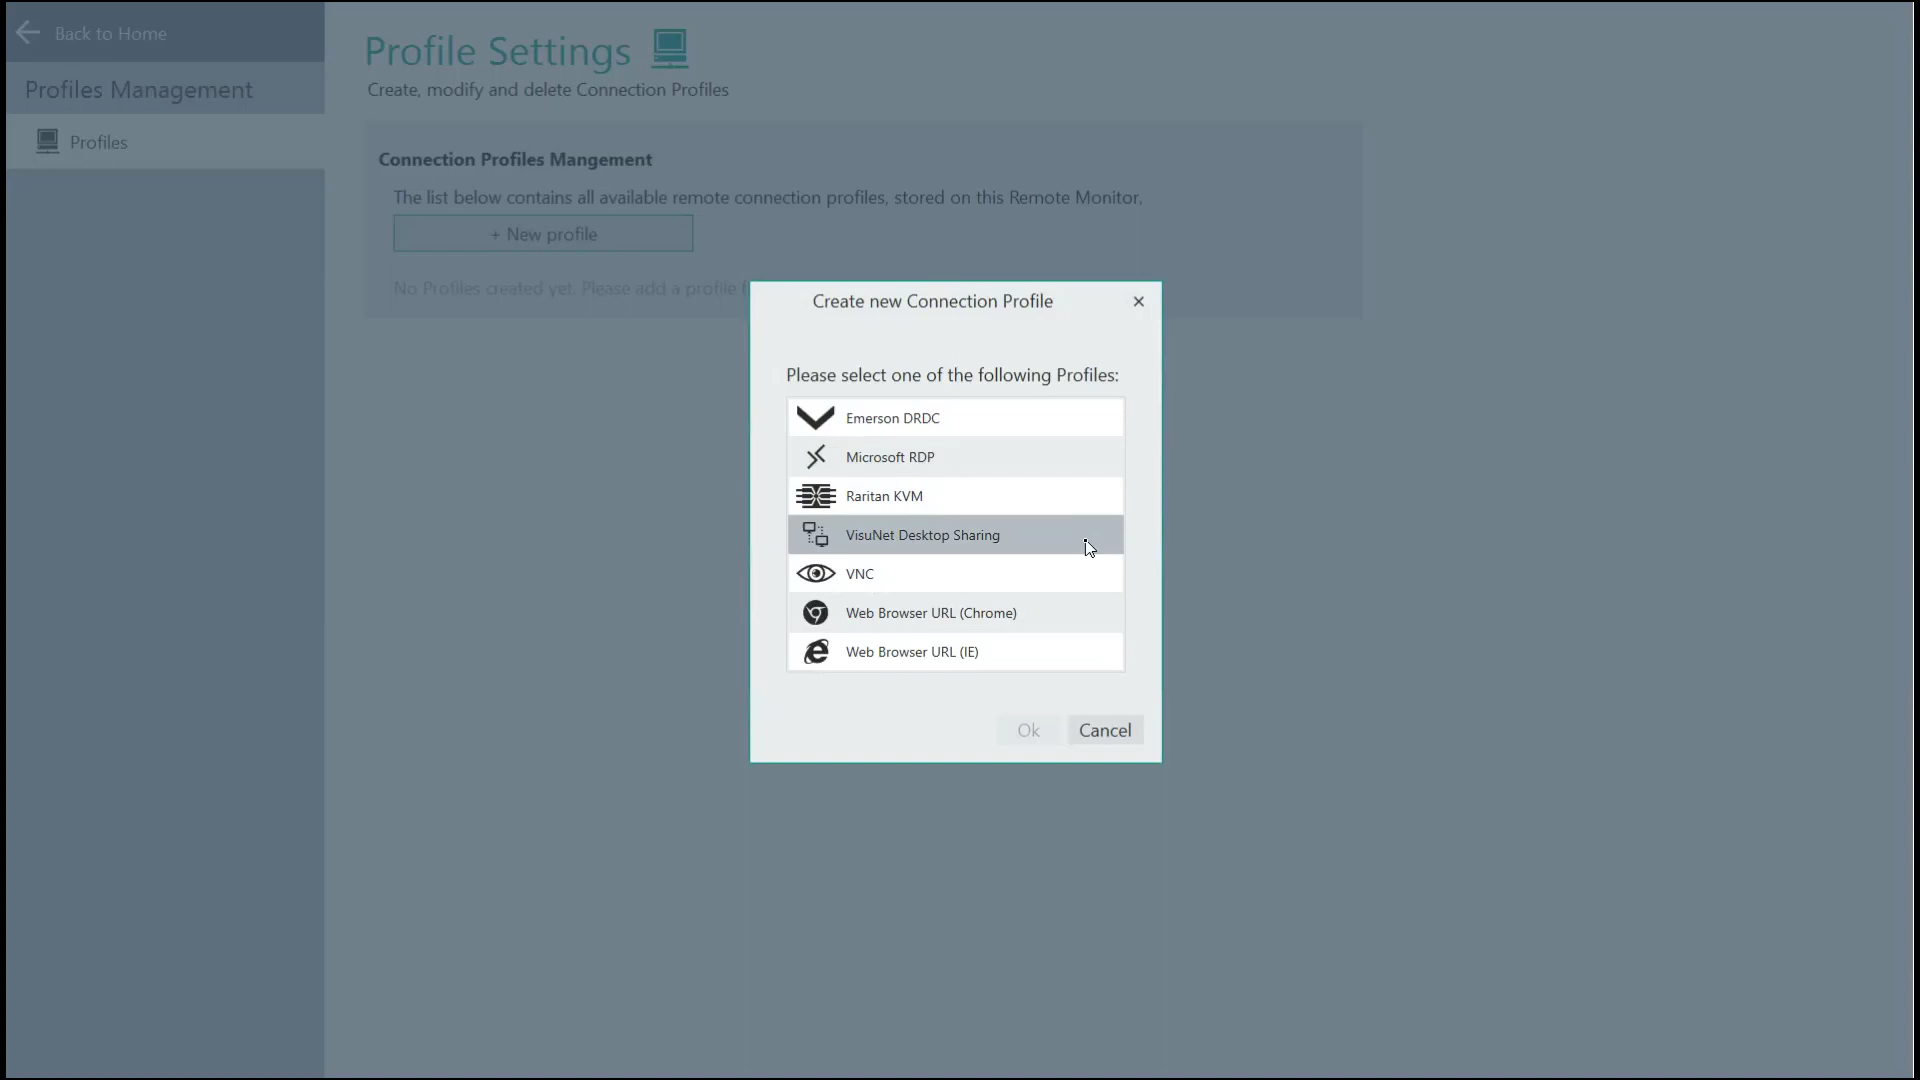 Back to Home
Profiles Management
Profiles
Profile Settings
Create, modify and delete Connection Profiles
Connection Profiles Mangement
The list below contains all available remote connection profiles, stored on this Remote Monitor.
+ New profile
No Profiles created yet. Please add a profile (
Create new Connection Profile
Please select one of the following Profiles:
Emerson DRDC
Microsoft RDP
Raritan KVM
VisuNet Desktop Sharing
VNC
Web Browser URL (Chrome)
Web Browser URL (IE)
Ok
Cancel